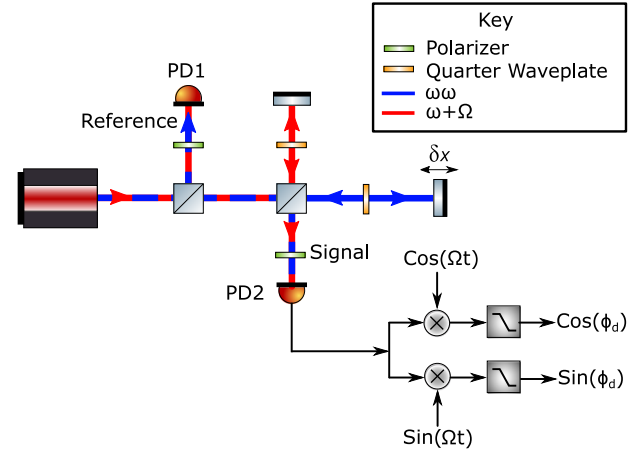 Key
Polarizer
Quarter Waveplate
ωω
ω+Ω
PD1
Reference
δx
Signal
PD2
Cos(Ωt)
Cos(ϕd)
Sin(ϕd)
Sin(Ωt)